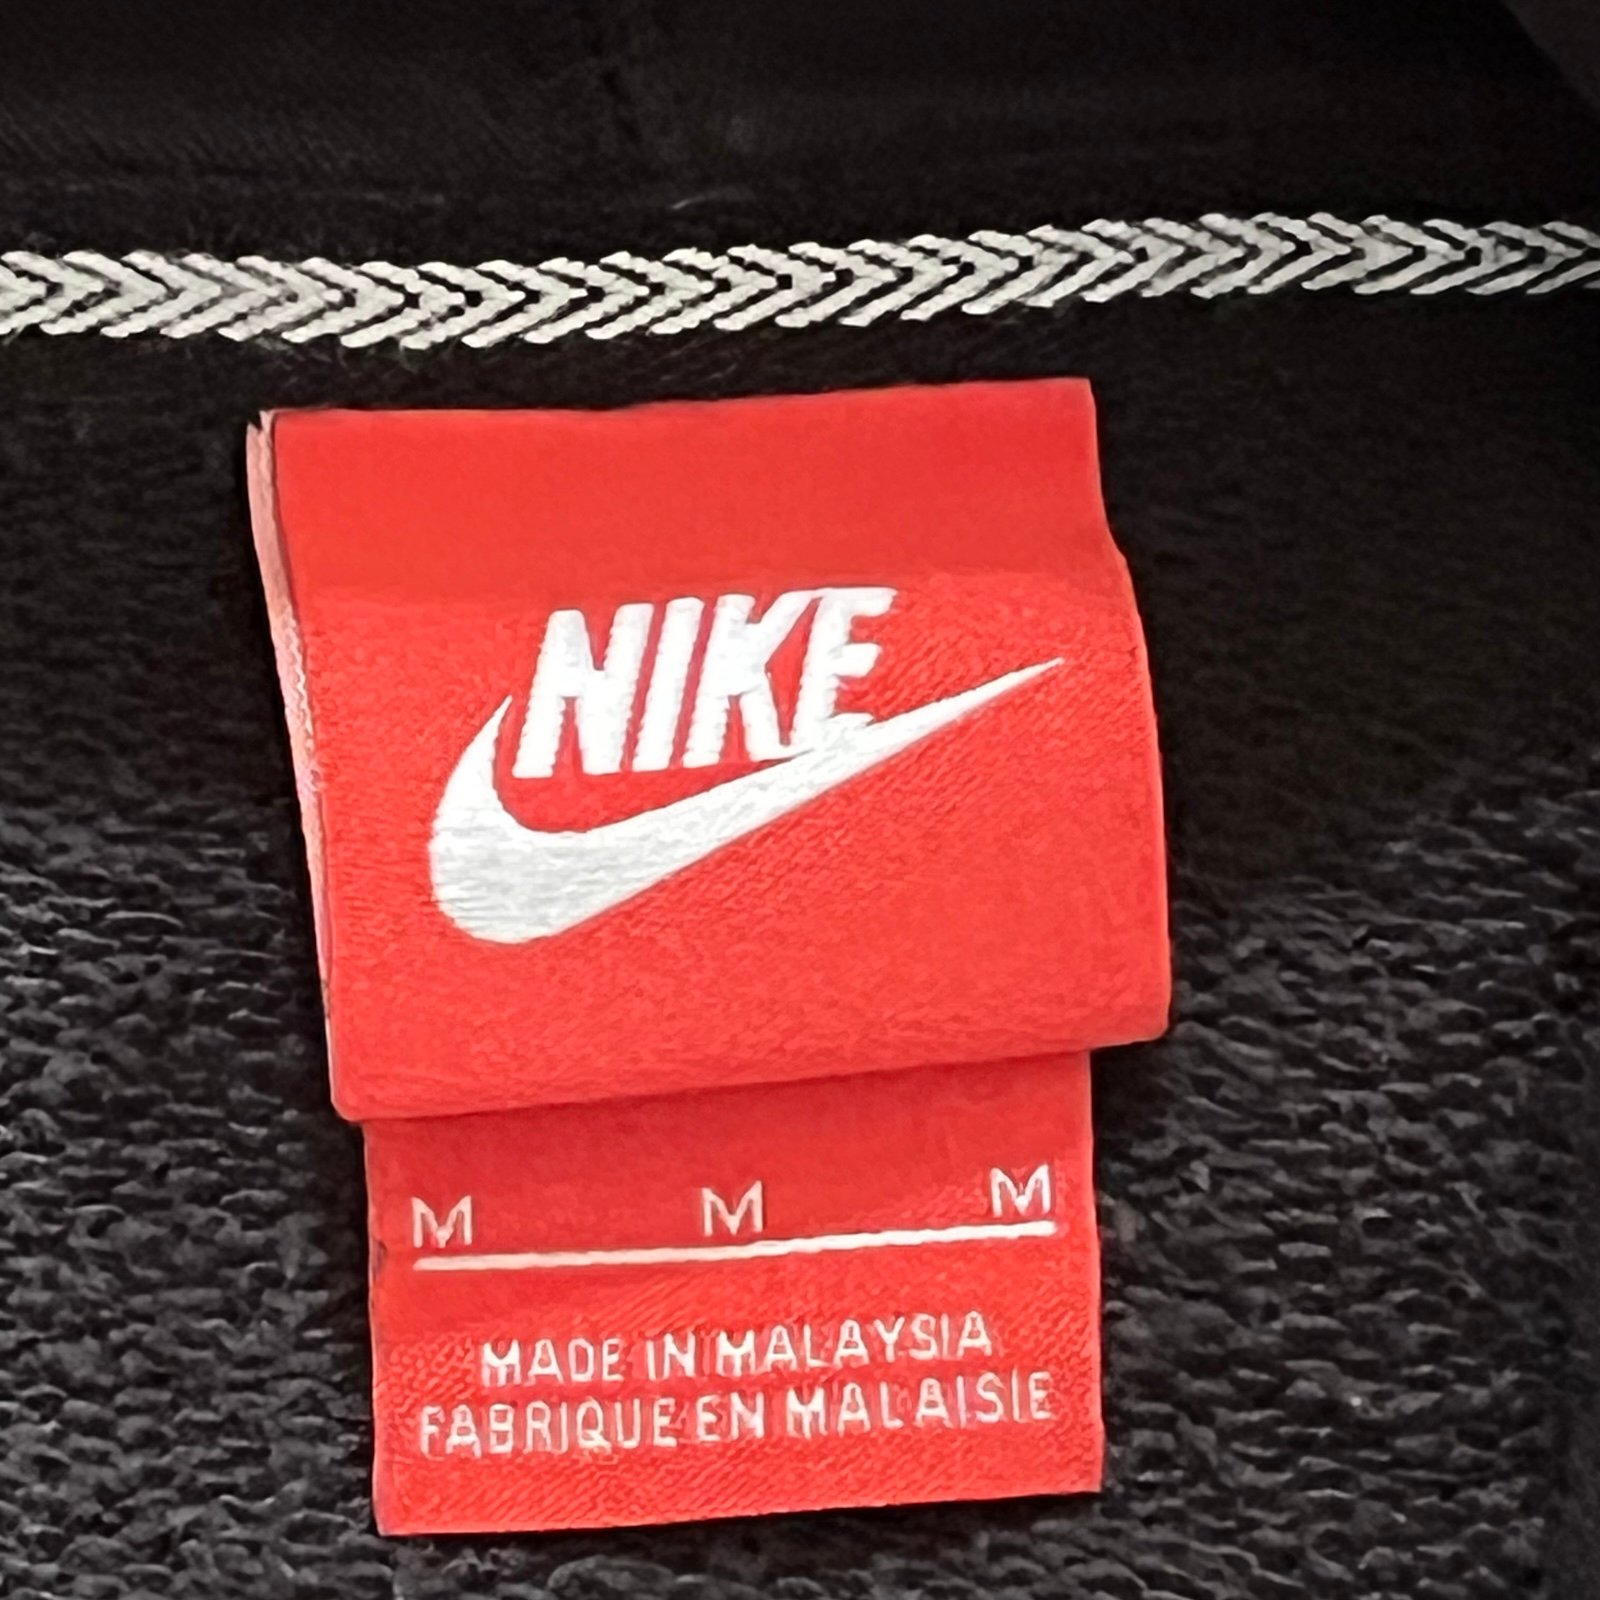 NIKE
M M M
MADE IN MALAYSIA
FABRIQUE EN MALAISIE